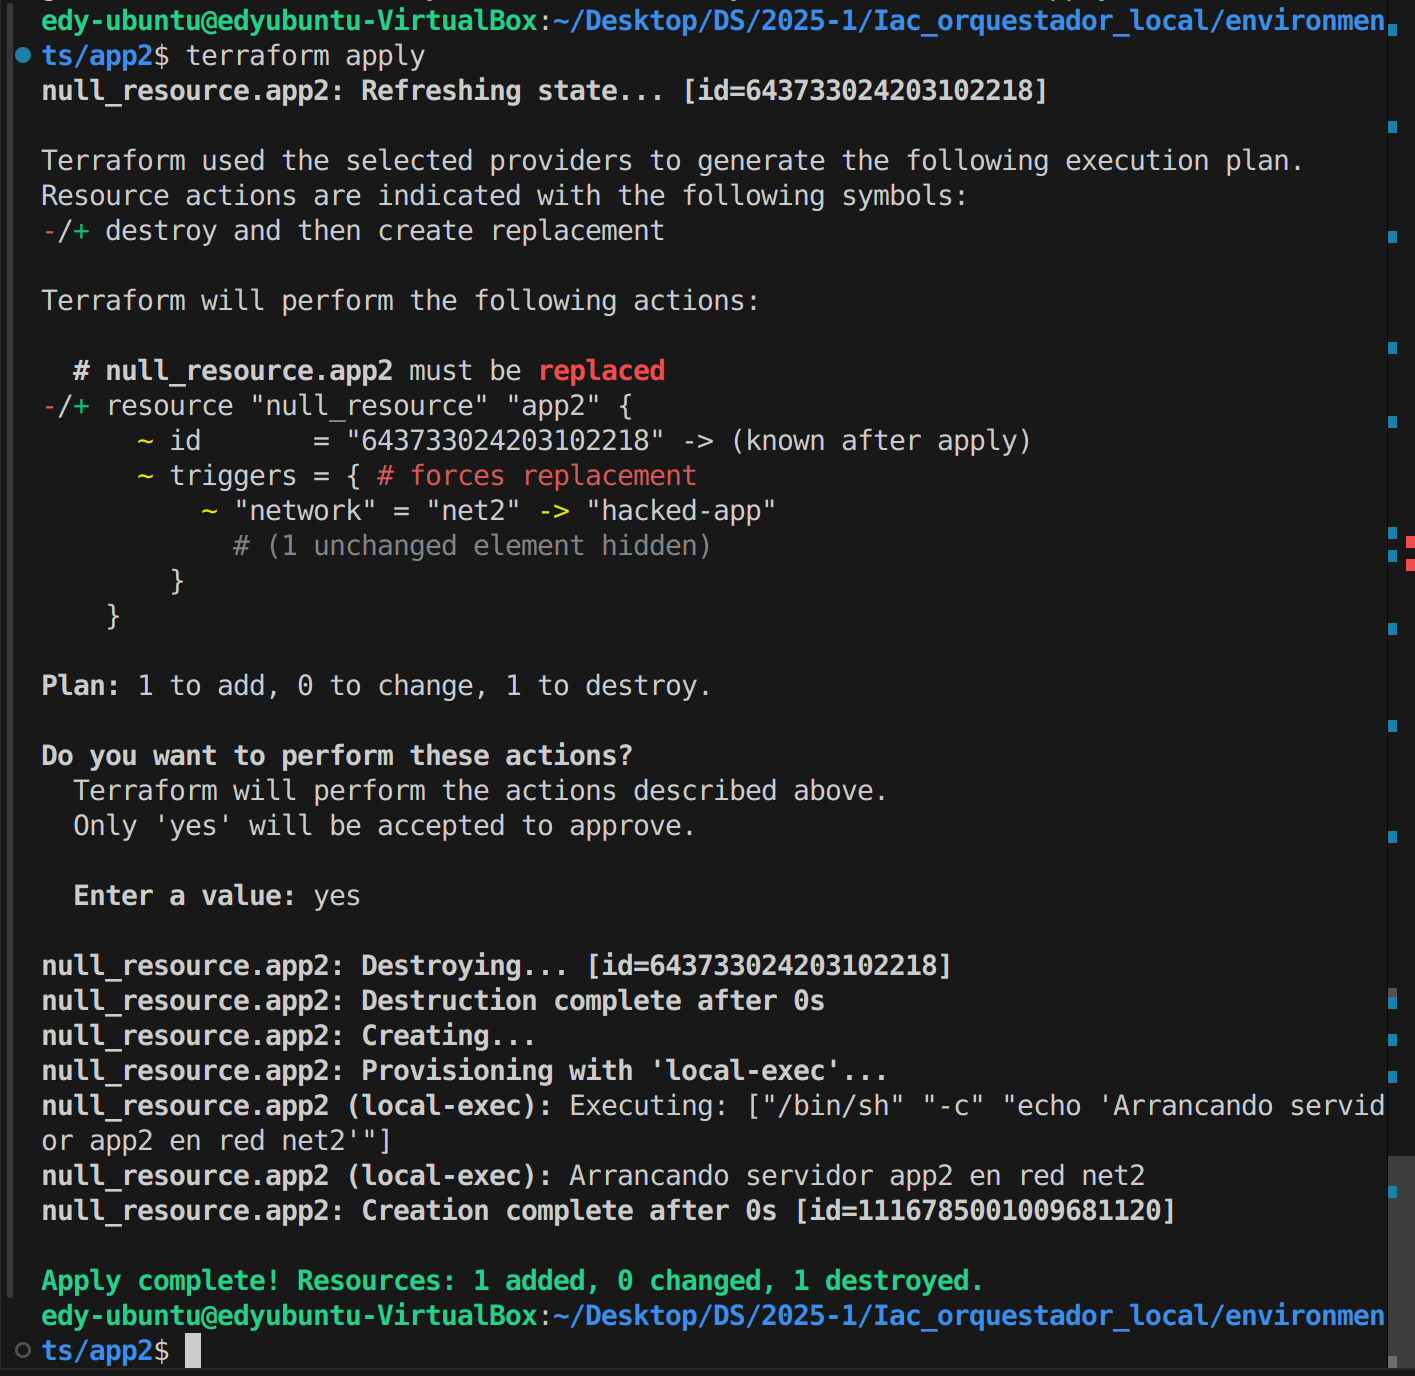 edy-ubuntu@edyubuntu-VirtualBox:~/Desktop/DS/2025-1/Iac_orquestador_local/environmen
ts/app2$ terraform apply
null_resource.app2: Refreshing state... [id=643733024203102218]
Terraform used the selected providers to generate the following execution plan.
Resource actions are indicated with the following symbols:
-/+ destroy and then create replacement
Terraform will perform the following actions:
# null_resource.app2 must be replaced
-/+ resource "null_resource" "app2" {
~ id       = "643733024203102218" -> (known after apply)
~ triggers = { # forces replacement
~ "network" = "net2" -> "hacked-app"
# (1 unchanged element hidden)
}
}
Plan: 1 to add, 0 to change, 1 to destroy.
Do you want to perform these actions?
Terraform will perform the actions described above.
Only 'yes' will be accepted to approve.
Enter a value: yes
null_resource.app2: Destroying... [id=643733024203102218]
null_resource.app2: Destruction complete after 0s
null_resource.app2: Creating...
null_resource.app2: Provisioning with 'local-exec'...
null_resource.app2 (local-exec): Executing: ["/bin/sh" "-c" "echo 'Arrancando servid
or app2 en red net2'"]
null_resource.app2 (local-exec): Arrancando servidor app2 en red net2
null_resource.app2: Creation complete after 0s [id=1116785001009681120]
Apply complete! Resources: 1 added, 0 changed, 1 destroyed.
edy-ubuntu@edyubuntu-VirtualBox:~/Desktop/DS/2025-1/Iac_orquestador_local/environmen
ts/app2$